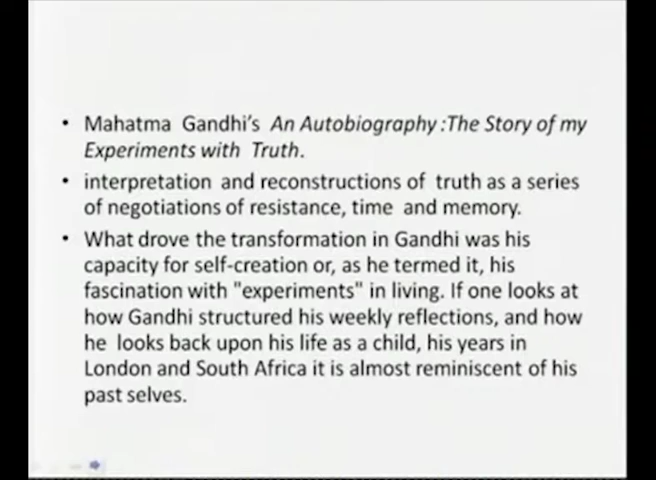 • Mahatma Gandhi's An Autobiography :The Story of my
Experiments with Truth.
• interpretation and reconstructions of truth as a series
of negotiations of resistance, time and memory.
• What drove the transformation in Gandhi was his
capacity for self-creation or, as he termed it, his
fascination with "experiments" in living. If one looks at
how Gandhi structured his weekly reflections, and how
he looks back upon his life as a child, his years in
London and South Africa it is almost reminiscent of his
past selves.